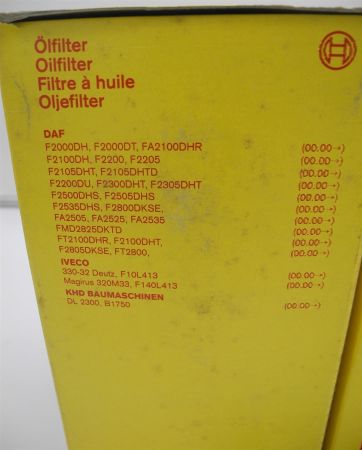 Ölfilter
Oilfilter
Filtre à huile
Oljefilter
DAF
F2000DH, F2000DT, FA2100DHR (00.00→)
F2100DH, F2200, F2205 (00.00→)
F2105DHT, F2105DHTD (00.00→)
F2200DU, F2300DHT, F2305DHT (00.00→)
F2500DHS, F2505DHS (00.00→)
F2535DHS, F2800DKSE, (00.00→)
FA2505, FA2525, FA2535 (00.00→)
FMD2825DKTD (00.00→)
FT2100DHR, F2100DHT, (00.00→)
F2805DKSE, FT2800, (00.00→)
IVECO
330-32 Deutz, F10L413 (00.00→)
Magirus 320M33, F140L413 (00.00→)
KHD BAUMASCHINEN
DL 2300, B1750 (00.00→)